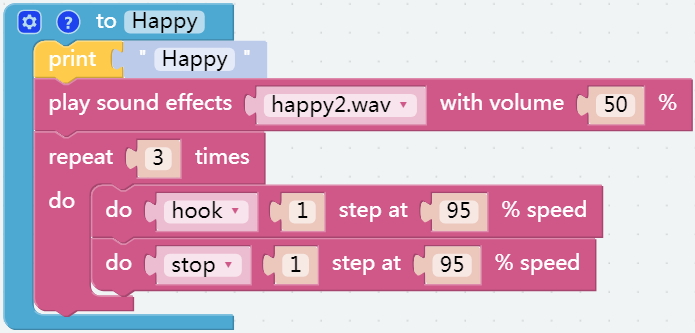 ? to Happy
print " Happy "
play sound effects happy2.wav with volume 50 %
repeat 3 times
do
do hook 1 step at 95 % speed
do stop 1 step at 95 % speed